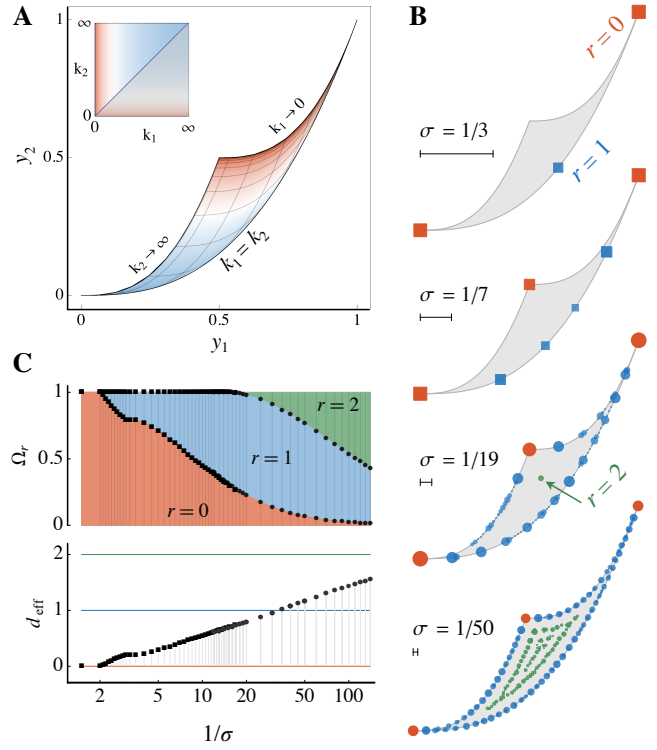 A
∞
k₂
0
0
k₁
∞
1
0.5
0
y₂
k₁ → 0
k₂ → ∞
k₁ = k₂
0
0.5
1
y₁
B
r = 0
σ = 1/3
r = 1
σ = 1/7
σ = 1/19
r = 2
σ = 1/50
C
1
0.5
0
Ωᵣ
r = 2
r = 1
r = 0
2
1
0
d_eff
2
5
10
20
50
100
1/σ